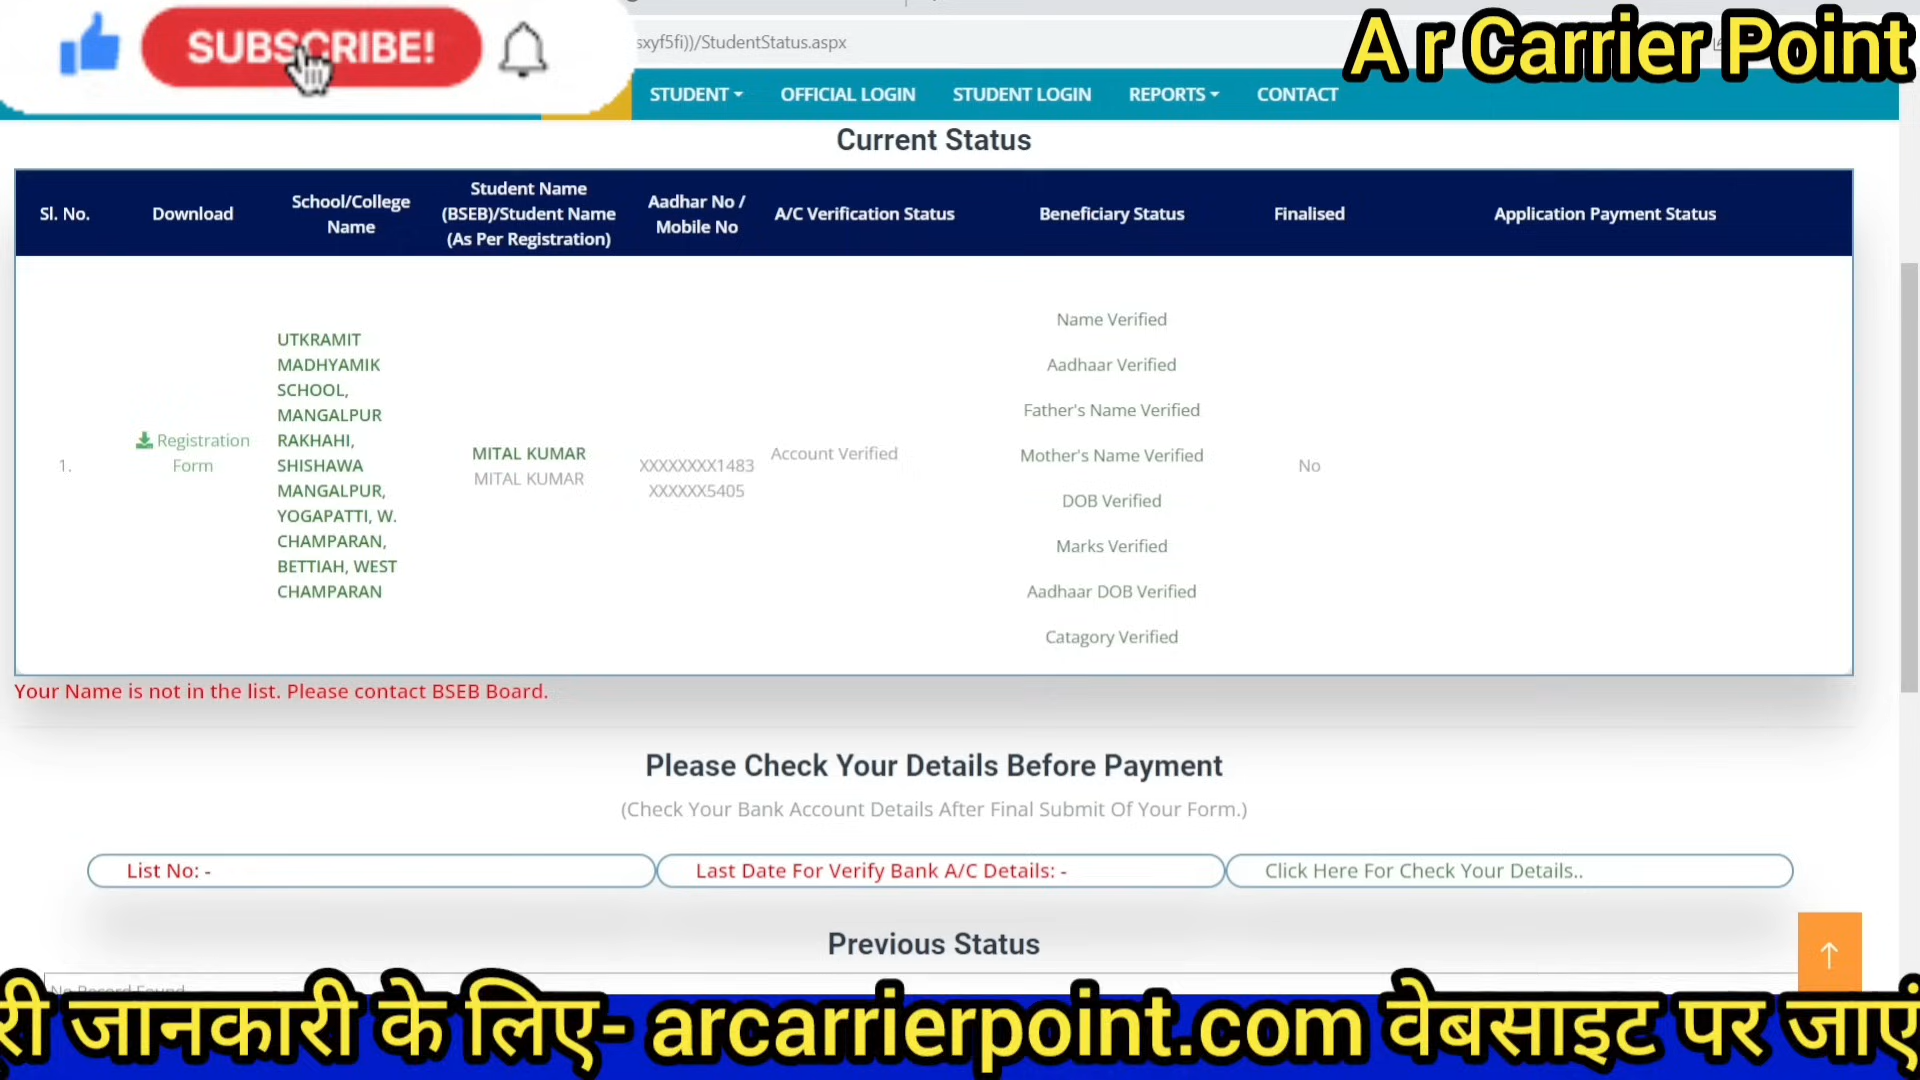 SUBSCRIBE!
sxyf5fi))/StudentStatus.aspx
A r Carrier Point
STUDENT OFFICIAL LOGIN STUDENT LOGIN REPORTS CONTACT
Current Status
Sl. No.
Download
School/College
Name
Student Name
(BSEB)/Student Name
(As Per Registration)
Aadhar No /
Mobile No
A/C Verification Status
Beneficiary Status
Finalised
Application Payment Status
1.
Registration
Form
UTKRAMIT
MADHYAMIK
SCHOOL,
MANGALPUR
RAKHAHI,
SHISHAWA
MANGALPUR,
YOGAPATTI, W.
CHAMPARAN,
BETTIAH, WEST
CHAMPARAN
MITAL KUMAR
MITAL KUMAR
XXXXXXXX1483
XXXXXX5405
Account Verified
Name Verified
Aadhaar Verified
Father's Name Verified
Mother's Name Verified
DOB Verified
Marks Verified
Aadhaar DOB Verified
Catagory Verified
No
Your Name is not in the list. Please contact BSEB Board.
Please Check Your Details Before Payment
(Check Your Bank Account Details After Final Submit Of Your Form.)
List No: -
Last Date For Verify Bank A/C Details: -
Click Here For Check Your Details..
Previous Status
No Record Found
जानकारी के लिए- arcarrierpoint.com वेबसाइट पर जाएं